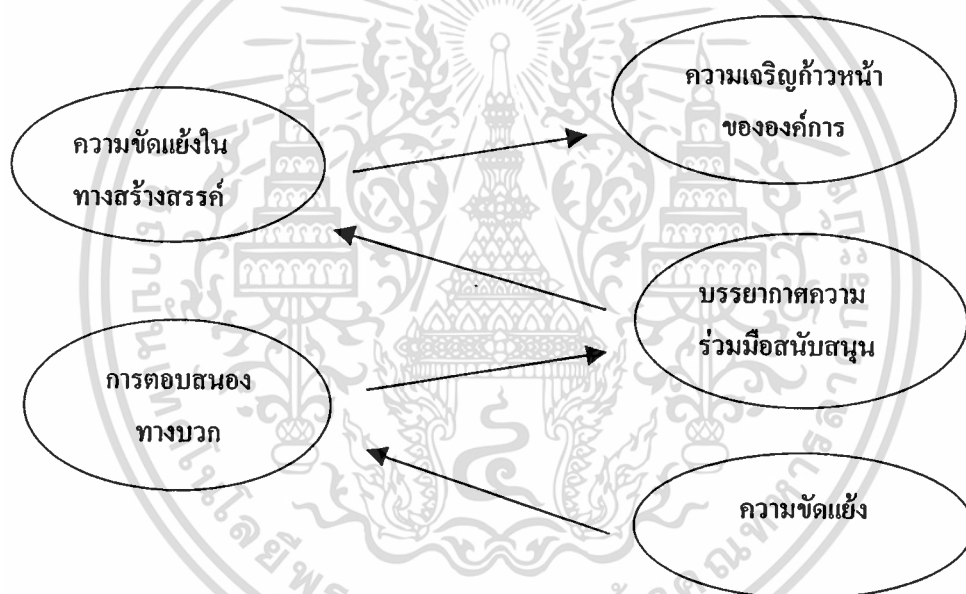 ความเจริญก้าวหน้า
ขององค์การ
ความขัดแย้งใน
ทางสร้างสรรค์
บรรยากาศความ
ร่วมมือสนับสนุน
การตอบสนอง
ทางบวก
ความขัดแย้ง